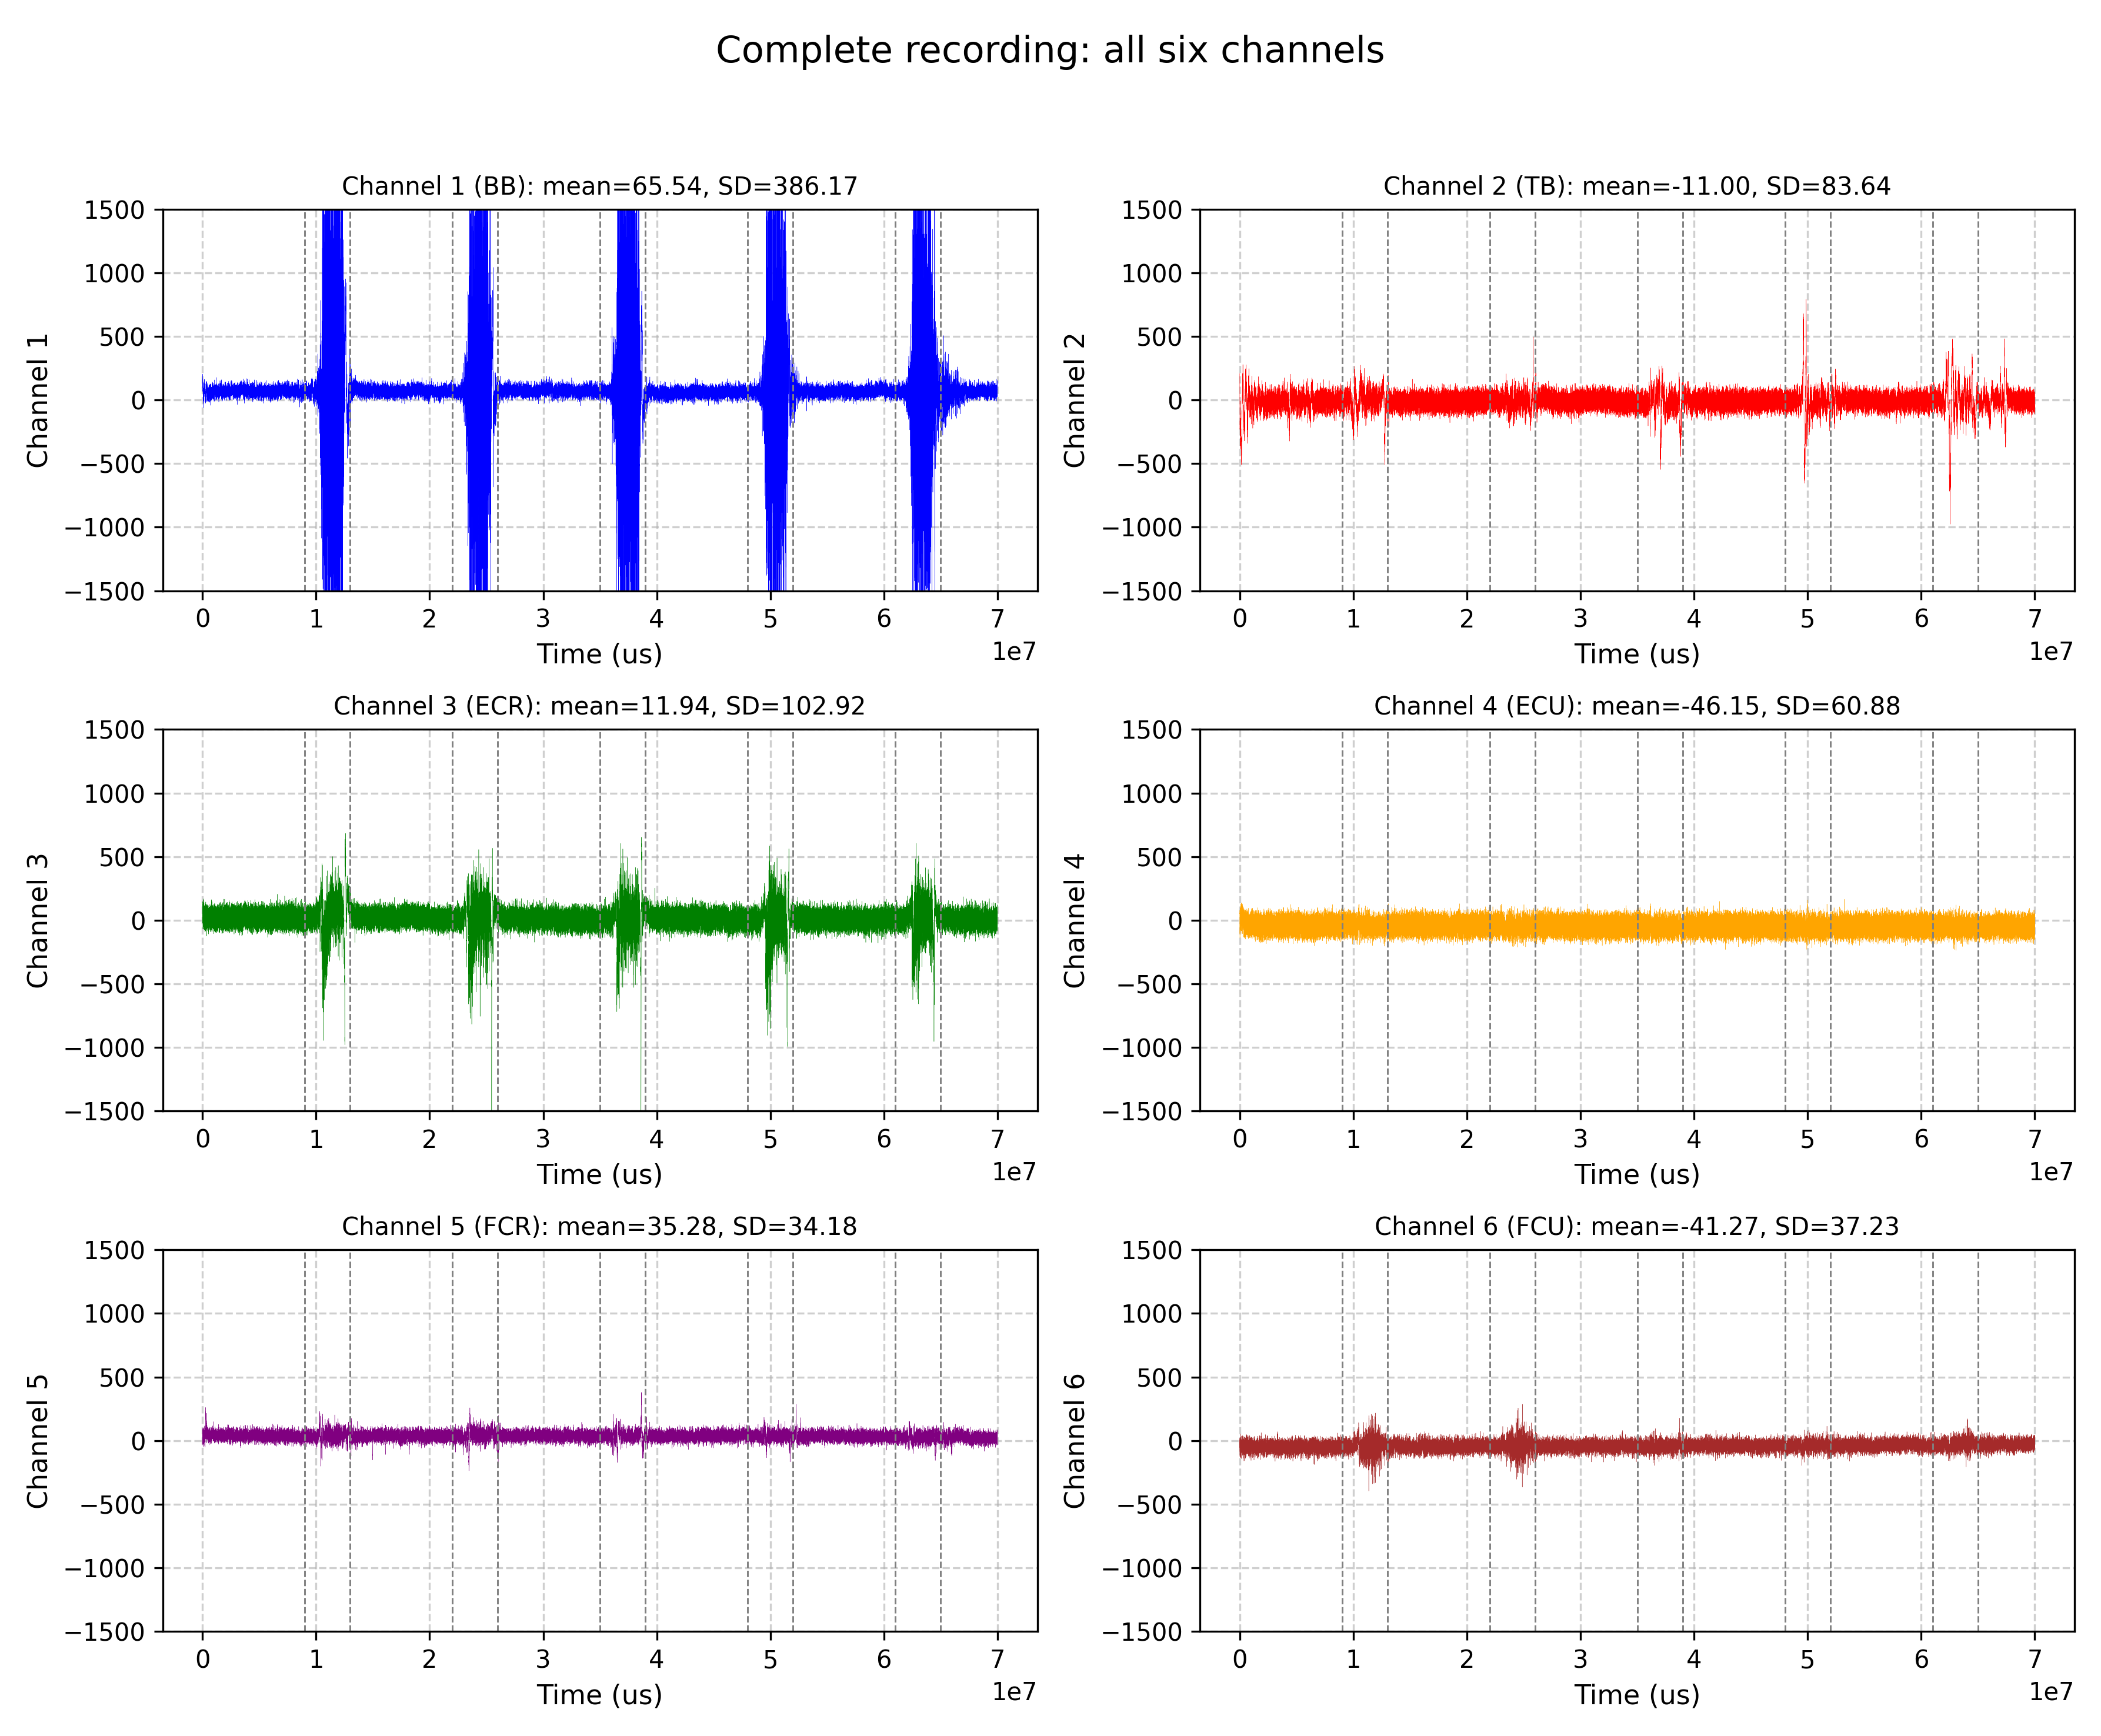 Complete recording: all six channels
Channel 1 (BB): mean=65.54, SD=386.17
1500
1000
500
0
−500
−1000
−1500
Channel 1
0 1 2 3 4 5 6 7
Time (us)
1e7
Channel 2 (TB): mean=-11.00, SD=83.64
1500
1000
500
0
−500
−1000
−1500
Channel 2
0 1 2 3 4 5 6 7
Time (us)
1e7
Channel 3 (ECR): mean=11.94, SD=102.92
1500
1000
500
0
−500
−1000
−1500
Channel 3
0 1 2 3 4 5 6 7
Time (us)
1e7
Channel 4 (ECU): mean=-46.15, SD=60.88
1500
1000
500
0
−500
−1000
−1500
Channel 4
0 1 2 3 4 5 6 7
Time (us)
1e7
Channel 5 (FCR): mean=35.28, SD=34.18
1500
1000
500
0
−500
−1000
−1500
Channel 5
0 1 2 3 4 5 6 7
Time (us)
1e7
Channel 6 (FCU): mean=-41.27, SD=37.23
1500
1000
500
0
−500
−1000
−1500
Channel 6
0 1 2 3 4 5 6 7
Time (us)
1e7